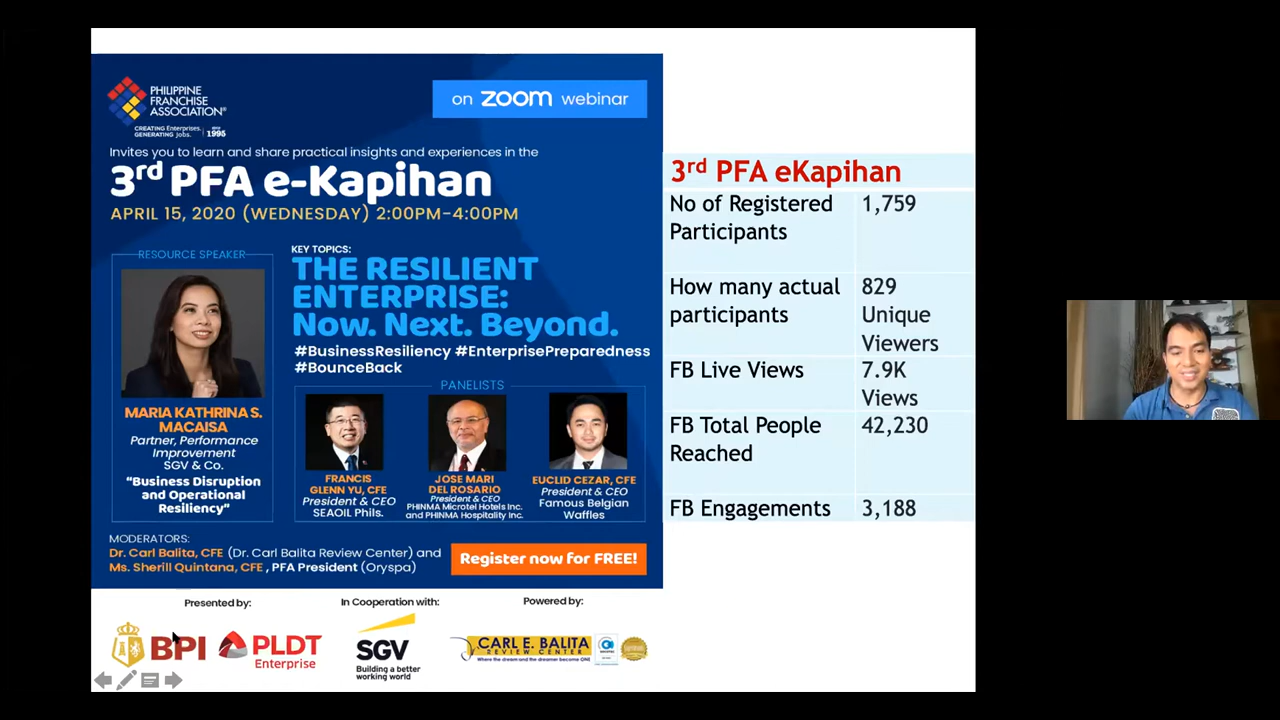 PHILIPPINE
FRANCHISE
ASSOCIATION®
CREATING Enterprises.
GENERATING Jobs.
1995
on zoom webinar
Invites you to learn and share practical insights and experiences in the
3rd PFA e-Kapihan
APRIL 15, 2020 (WEDNESDAY) 2:00PM-4:00PM
RESOURCE SPEAKER
MARIA KATHRINA S.
MACAISA
Partner, Performance
Improvement
SGV & Co.
"Business Disruption
and Operational
Resiliency"
KEY TOPICS:
THE RESILIENT
ENTERPRISE:
Now. Next. Beyond.
#BusinessResiliency #EnterprisePreparedness
#BounceBack
PANELISTS
FRANCIS
GLENN YU, CFE
President & CEO
SEAOIL Phils.
JOSE MARI
DEL ROSARIO
President & CEO
PHINMA Microtel Hotels Inc.
and PHINMA Hospitality Inc.
EUCLID CEZAR, CFE
President & CEO
Famous Belgian
Waffles
MODERATORS:
Dr. Carl Balita, CFE (Dr. Carl Balita Review Center) and
Ms. Sherill Quintana, CFE , PFA President (Oryspa)
Register now for FREE!
Presented by:
BPI
PLDT
Enterprise
In Cooperation with:
SGV
Building a better
working world
Powered by:
CARL E. BALITA
REVIEW CENTER
Where the dream and the dreamer become ONE
3rd PFA eKapihan
No of Registered 1,759
Participants
How many actual 829
participants Unique
Viewers
FB Live Views 7.9K
Views
FB Total People 42,230
Reached
FB Engagements 3,188